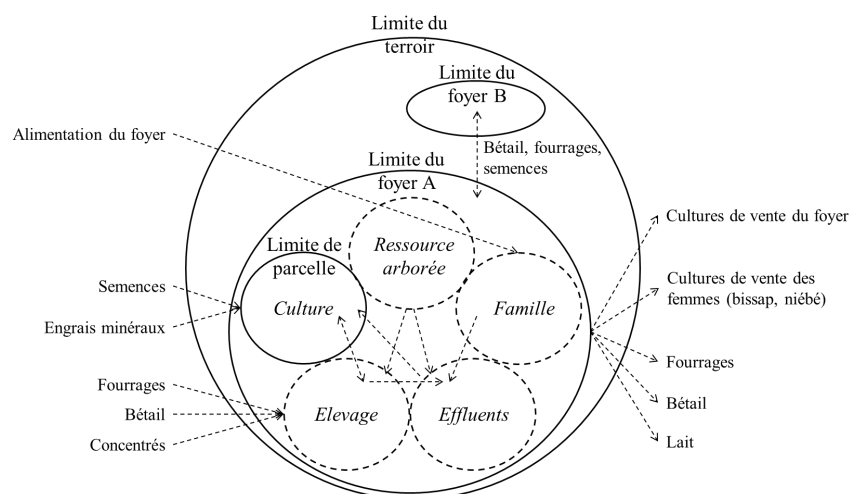 Limite du
terroir
Limite du
foyer B
Alimentation du foyer
Bétail, fourrages,
semences
Limite du
foyer A
Cultures de vente du foyer
Ressource
arborée
Limite de
parcelle
Semences
Cultures de vente des
femmes (bissap, niébé)
Culture
Famille
Engrais minéraux
Fourrages
Fourrages
Bétail
Bétail
Elevage
Effluents
Concentrés
Lait